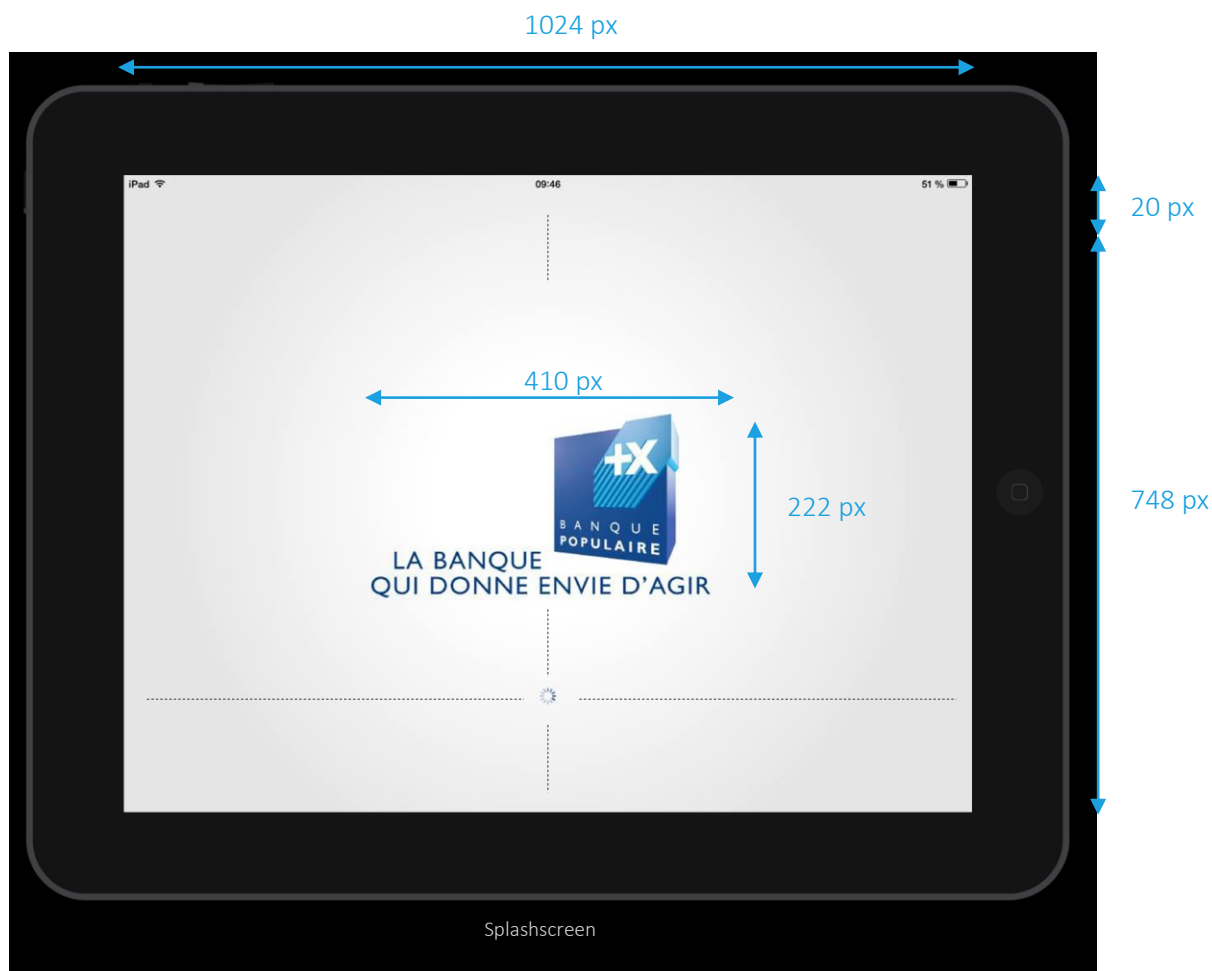 1024 px
iPad 09:46 51 %
20 px
410 px
+X
222 px
748 px
BANQUE
POPULAIRE
LA BANQUE
QUI DONNE ENVIE D'AGIR
Splashscreen